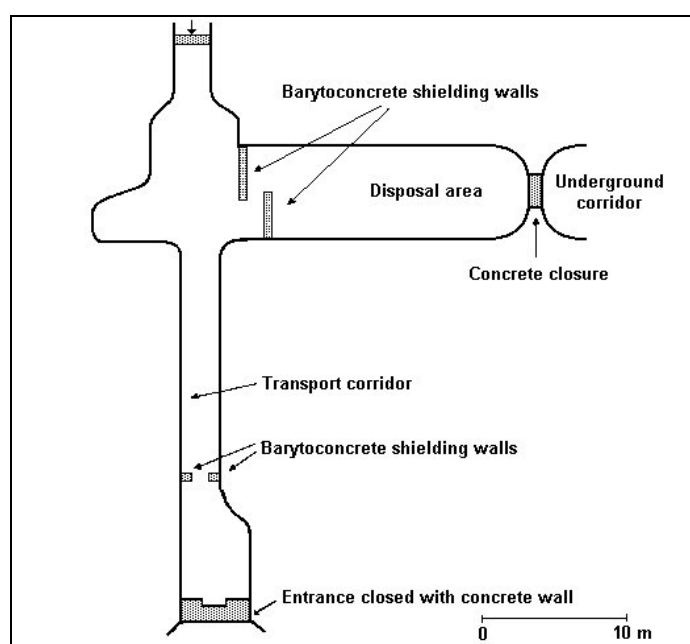 Barytoconcrete shielding walls
Disposal area
Underground
corridor
Concrete closure
Transport corridor
Barytoconcrete shielding walls
Entrance closed with concrete wall
0
10 m